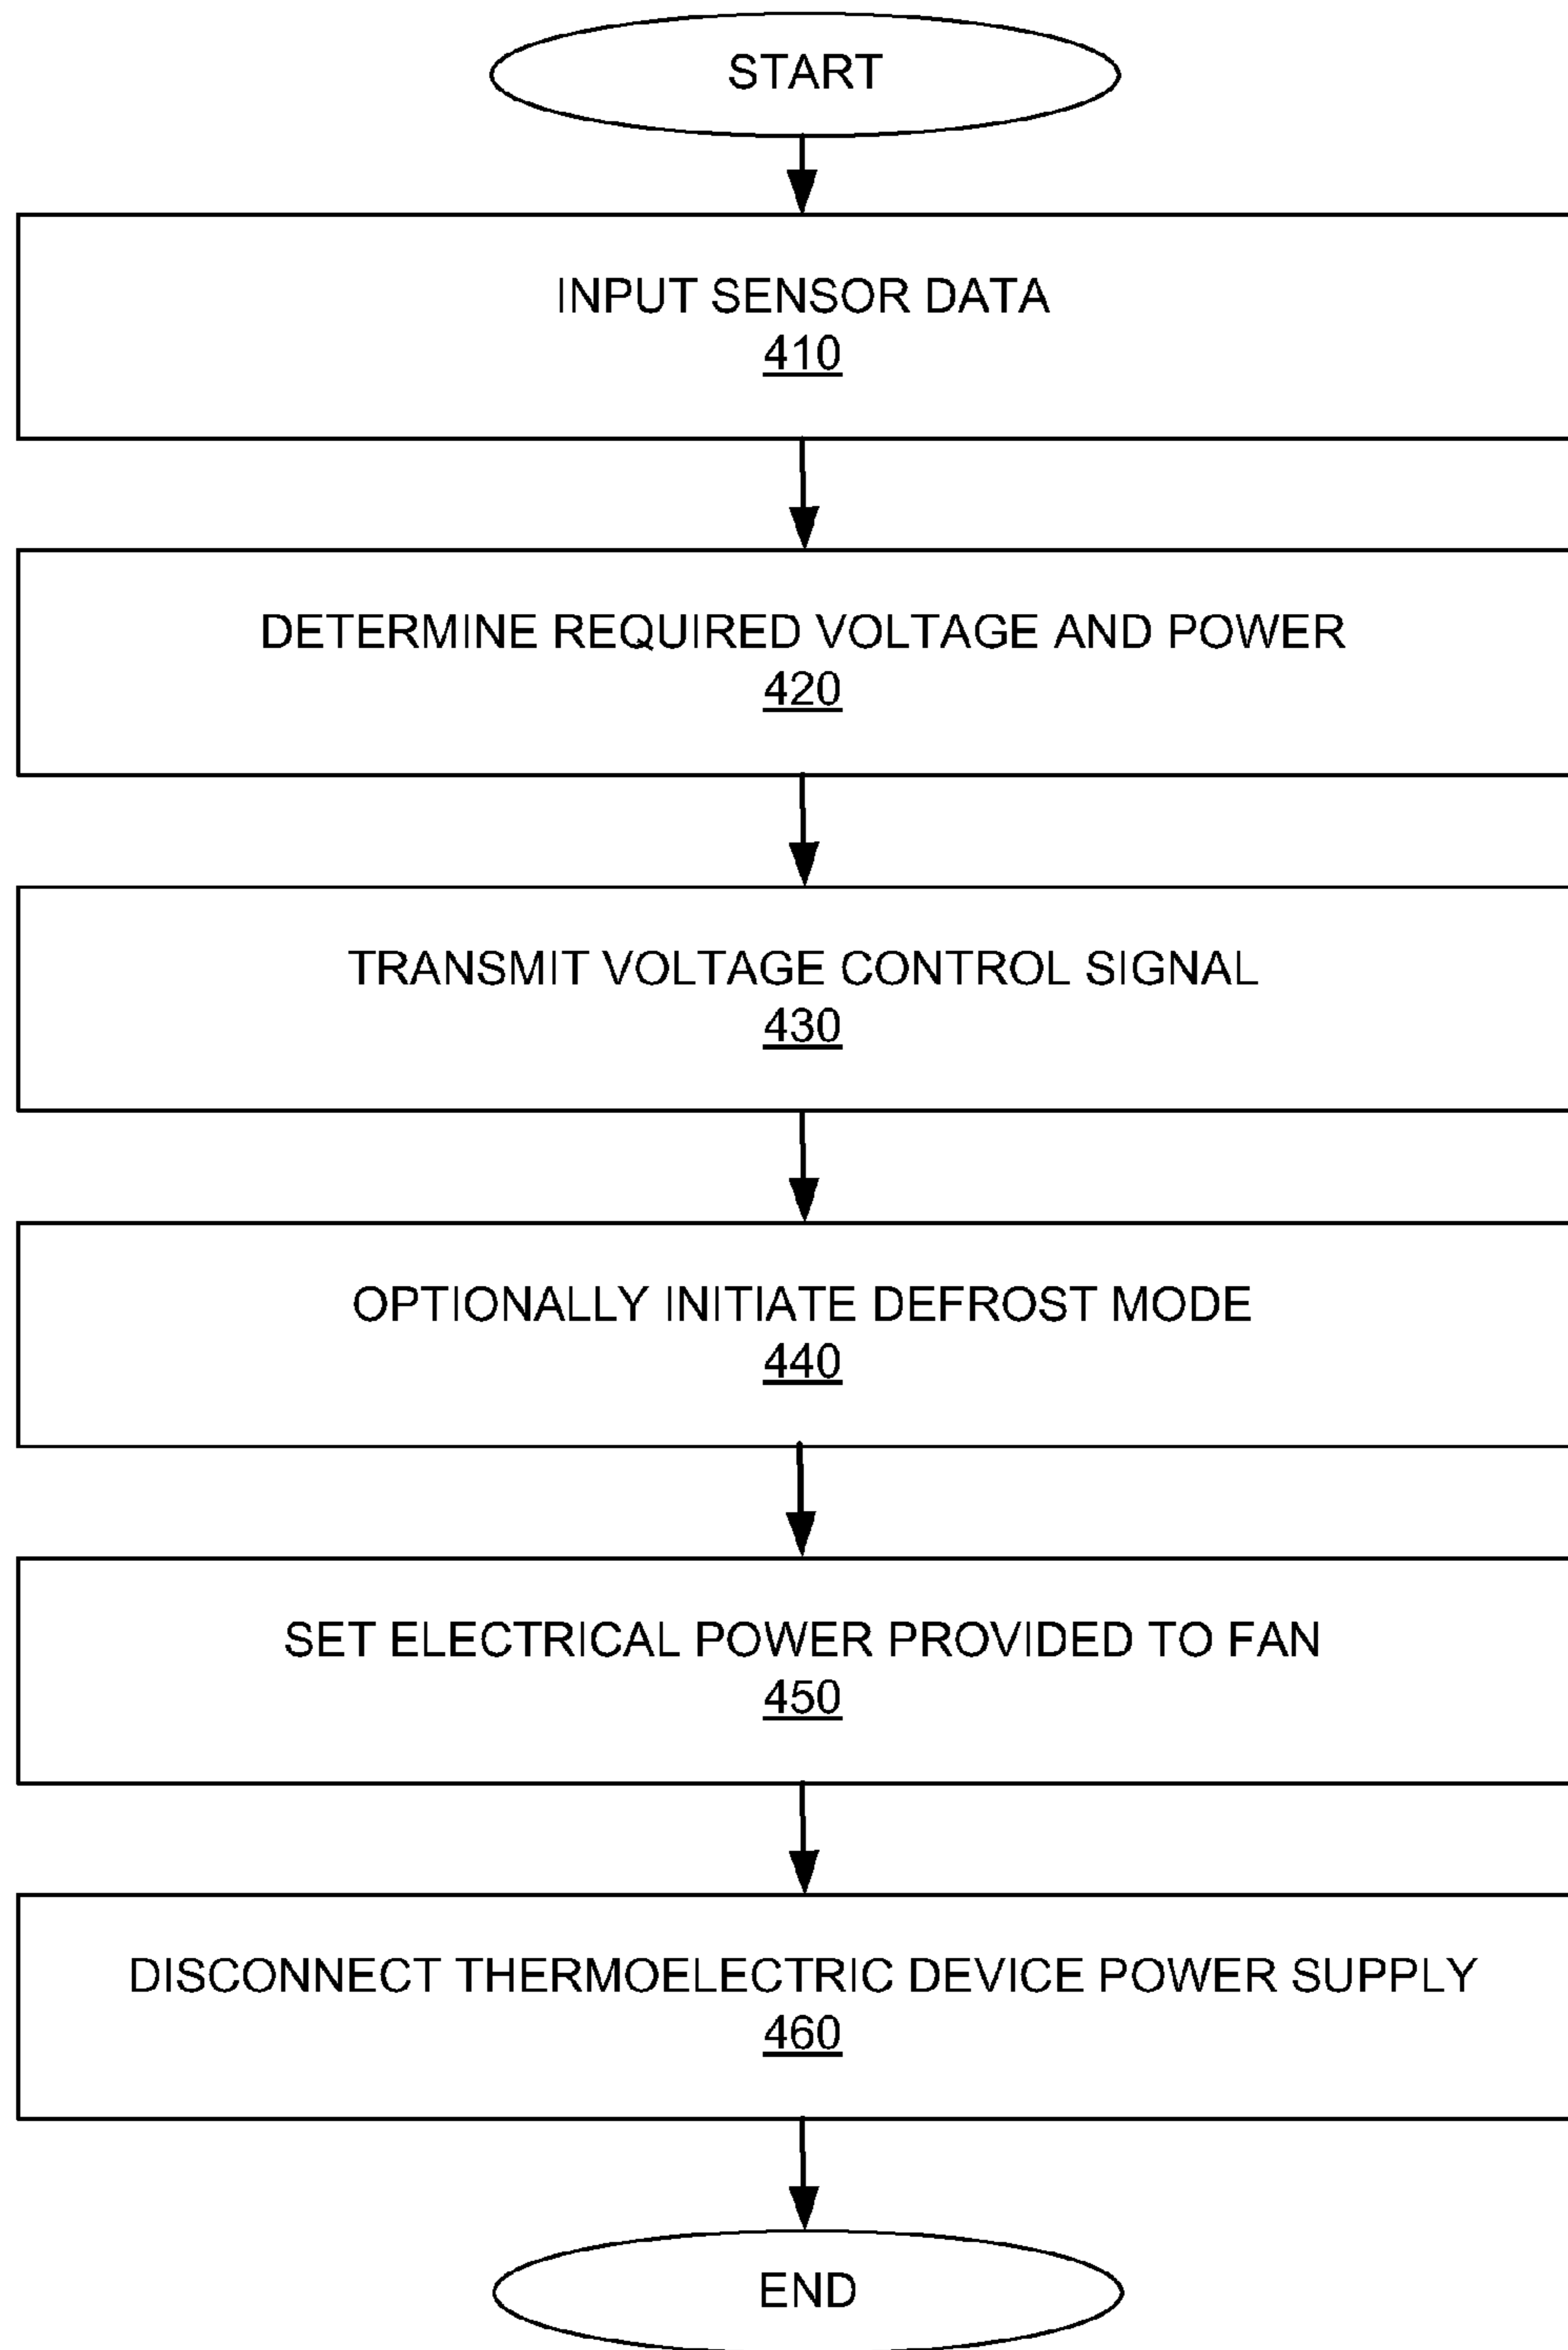 START
INPUT SENSOR DATA
410
DETERMINE REQUIRED VOLTAGE AND POWER
420
TRANSMIT VOLTAGE CONTROL SIGNAL
430
OPTIONALLY INITIATE DEFROST MODE
440
SET ELECTRICAL POWER PROVIDED TO FAN
450
DISCONNECT THERMOELECTRIC DEVICE POWER SUPPLY
460
END